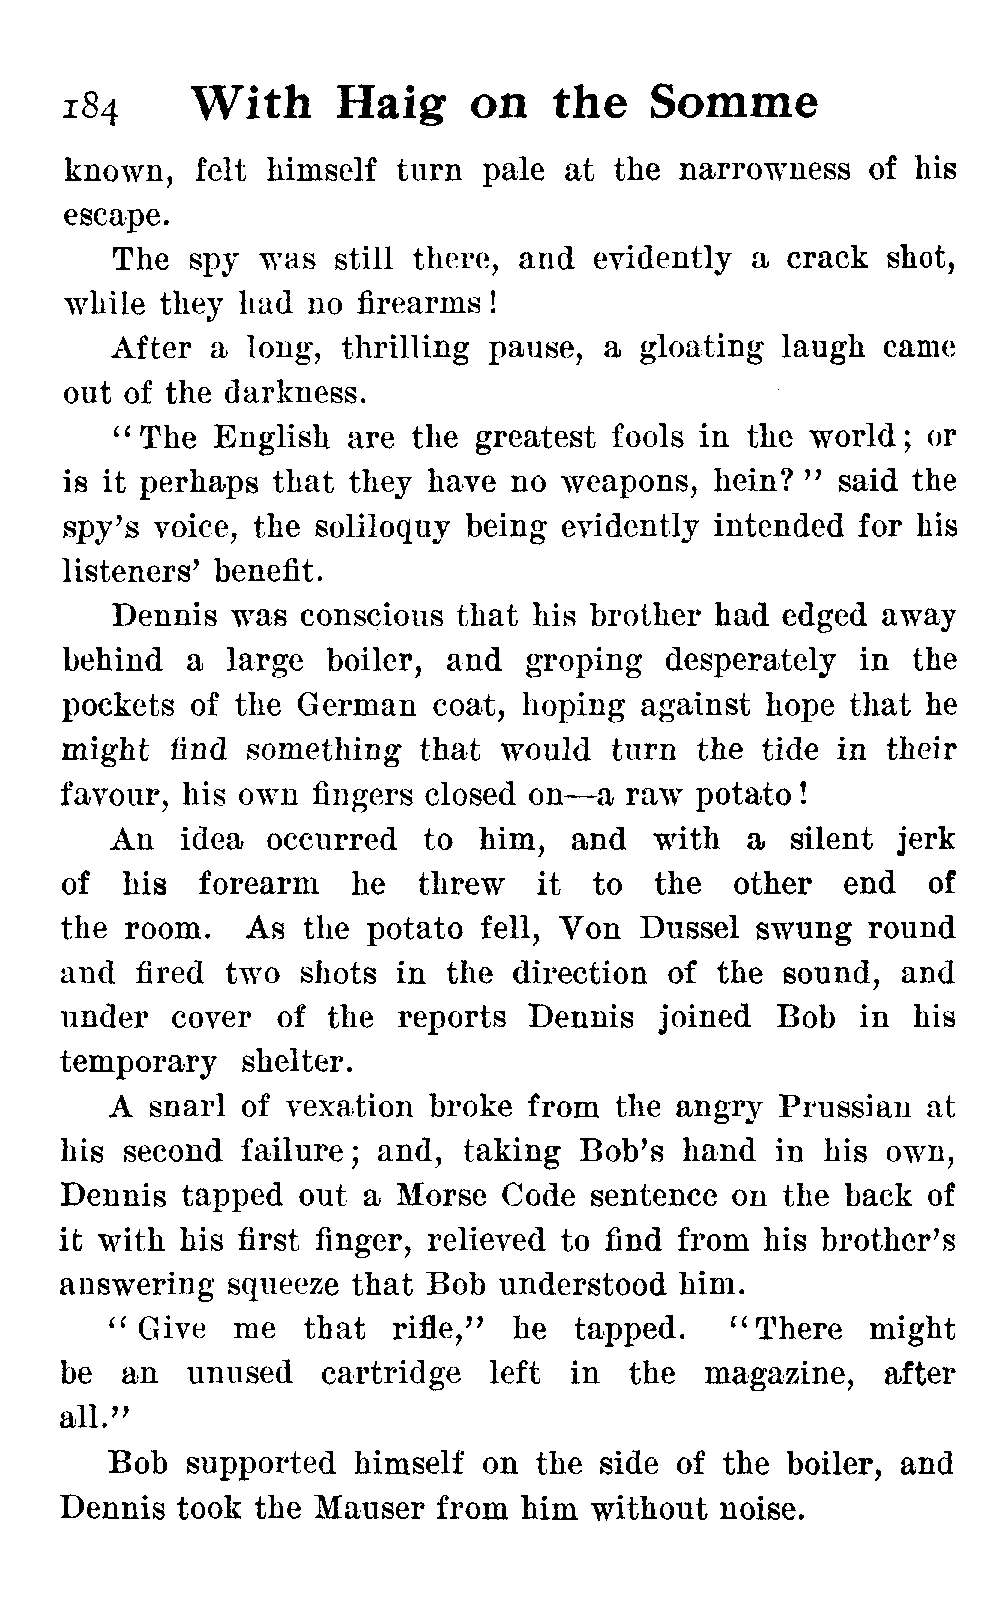 184 With Haig on the Somme
known, felt himself turn pale at the narrowness of his
escape.
The spy was still there, and evidently a crack shot,
while they had no firearms!
After a long, thrilling pause, a gloating laugh came
out of the darkness.
“The English are the greatest fools in the world; or
is it perhaps that they have no weapons, hein?” said the
spy’s voice, the soliloquy being evidently intended for his
listeners’ benefit.
Dennis was conscious that his brother had edged away
behind a large boiler, and groping desperately in the
pockets of the German coat, hoping against hope that he
might find something that would turn the tide in their
favour, his own fingers closed on—a raw potato!
An idea occurred to him, and with a silent jerk
of his forearm he threw it to the other end of
the room. As the potato fell, Von Dussel swung round
and fired two shots in the direction of the sound, and
under cover of the reports Dennis joined Bob in his
temporary shelter.
A snarl of vexation broke from the angry Prussian at
his second failure; and, taking Bob’s hand in his own,
Dennis tapped out a Morse Code sentence on the back of
it with his first finger, relieved to find from his brother’s
answering squeeze that Bob understood him.
“Give me that rifle,” he tapped. “There might
be an unused cartridge left in the magazine, after
all.”
Bob supported himself on the side of the boiler, and
Dennis took the Mauser from him without noise.